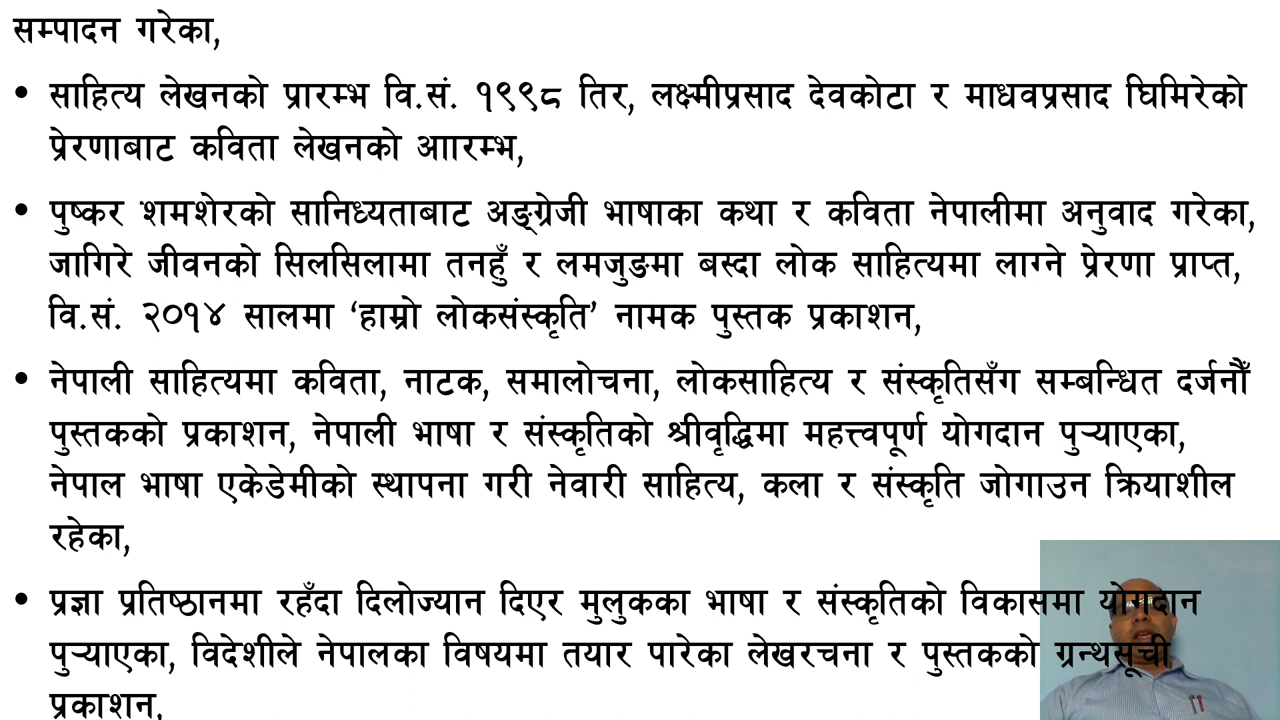 सम्पादन गरेका,
• साहित्य लेखनको प्रारम्भ वि.सं. १९९८ तिर, लक्ष्मीप्रसाद देवकोटा र माधवप्रसाद घिमिरेको
प्रेरणाबाट कविता लेखनको आारम्भ,
• पुष्कर शमशेरको सानिध्यताबाट अङ्ग्रेजी भाषाका कथा र कविता नेपालीमा अनुवाद गरेका,
जागिरे जीवनको सिलसिलामा तनहुँ र लमजुङमा बस्दा लोक साहित्यमा लाग्ने प्रेरणा प्राप्त,
वि.सं. २०१४ सालमा ‘हाम्रो लोकसंस्कृति’ नामक पुस्तक प्रकाशन,
• नेपाली साहित्यमा कविता, नाटक, समालोचना, लोकसाहित्य र संस्कृतिसँग सम्बन्धित दर्जनौँ
पुस्तकको प्रकाशन, नेपाली भाषा र संस्कृतिको श्रीवृद्धिमा महत्त्वपूर्ण योगदान पुऱ्याएका,
नेपाल भाषा एकेडेमीको स्थापना गरी नेवारी साहित्य, कला र संस्कृति जोगाउन क्रियाशील
रहेका,
• प्रज्ञा प्रतिष्ठानमा रहँदा दिलोज्यान दिएर मुलुकका भाषा र संस्कृतिको विकासमा योगदान
पुऱ्याएका, विदेशीले नेपालका विषयमा तयार पारेका लेखरचना र पुस्तकको ग्रन्थसूची
प्रकाशन,